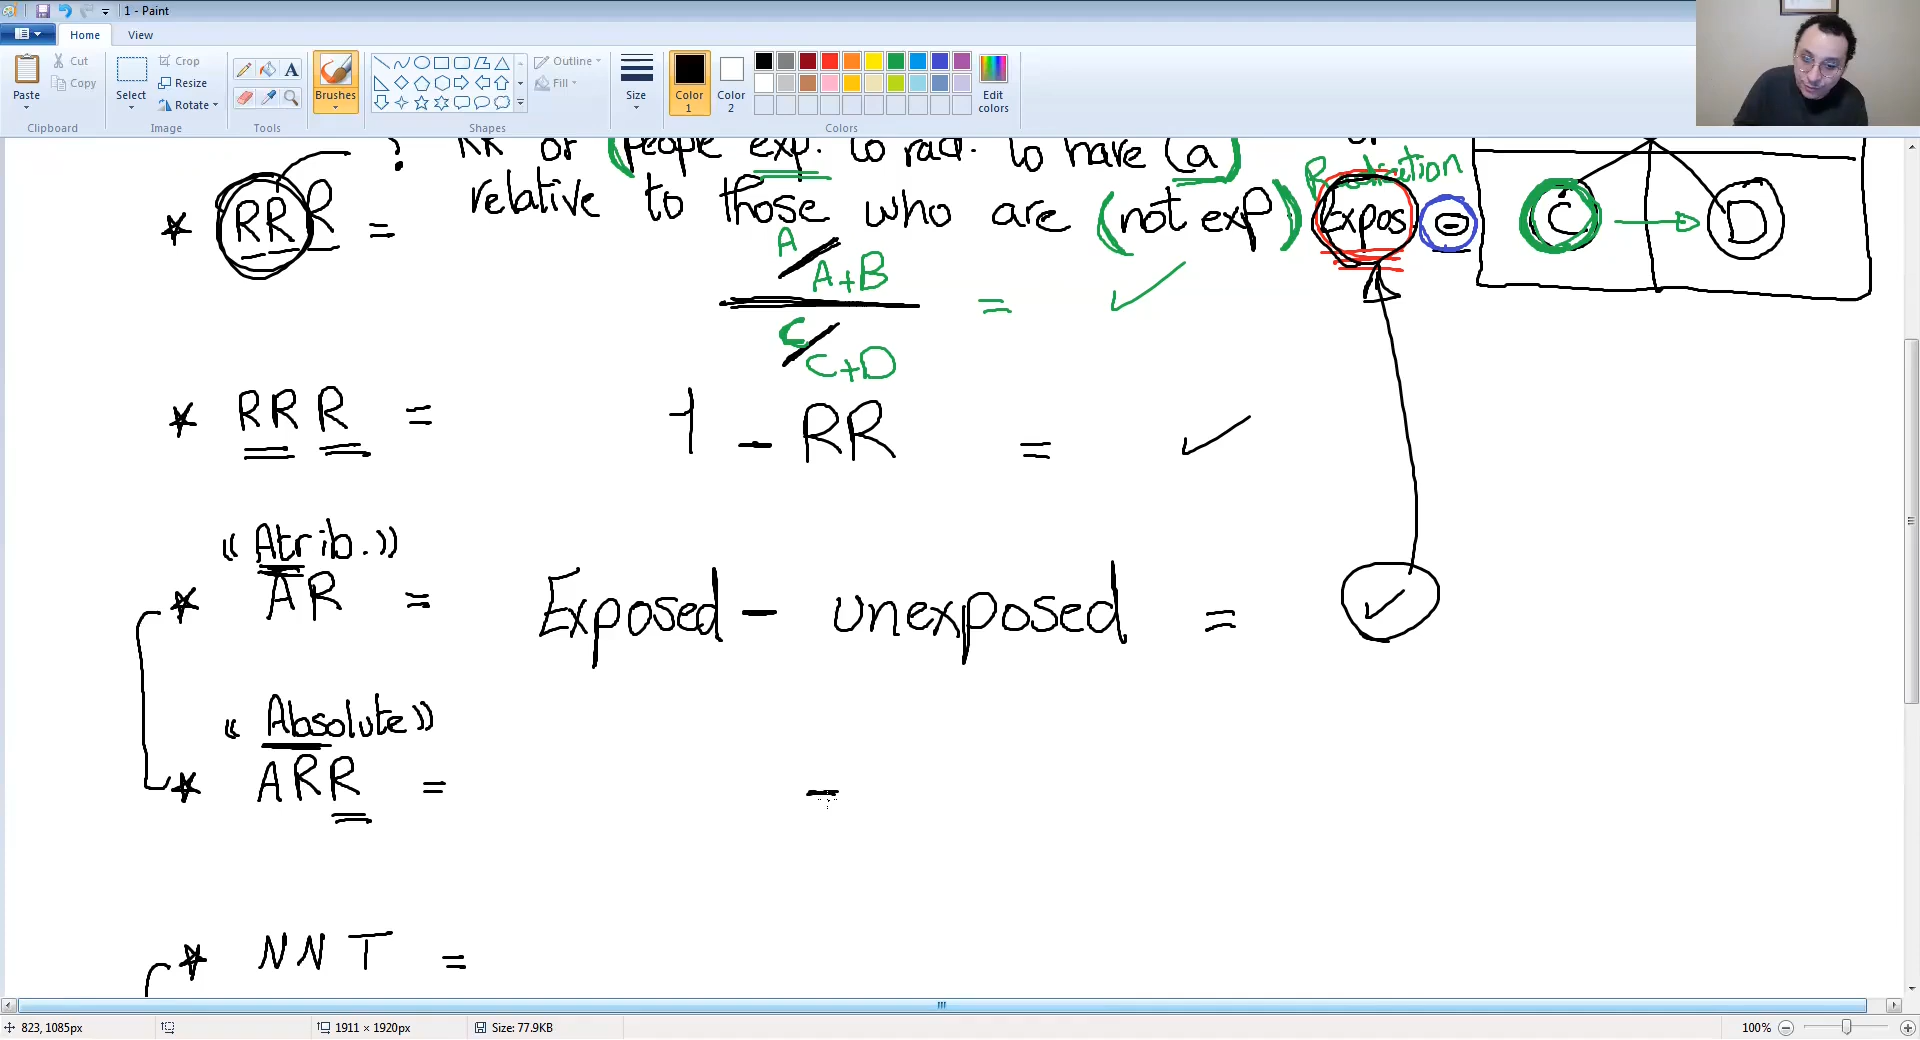 1 - Paint
Home View
Paste Cut Copy Select Crop Resize Rotate A Brushes Outline Fill Size Color 1 Color 2 Edit colors
Clipboard Image Tools Shapes Colors
? RR of (people exp. to rad. to have (a)
relative to those who are (not exp)
* RRR =
Expos -
C D
A/A+B
C/C+D
=
* RRR = 1 - RR =
«Atrib.»
* AR = Exposed - unexposed =
«Absolute»
* ARR = -
* NNT =
823, 1085px 1911 × 1920px Size: 77.9KB 100%